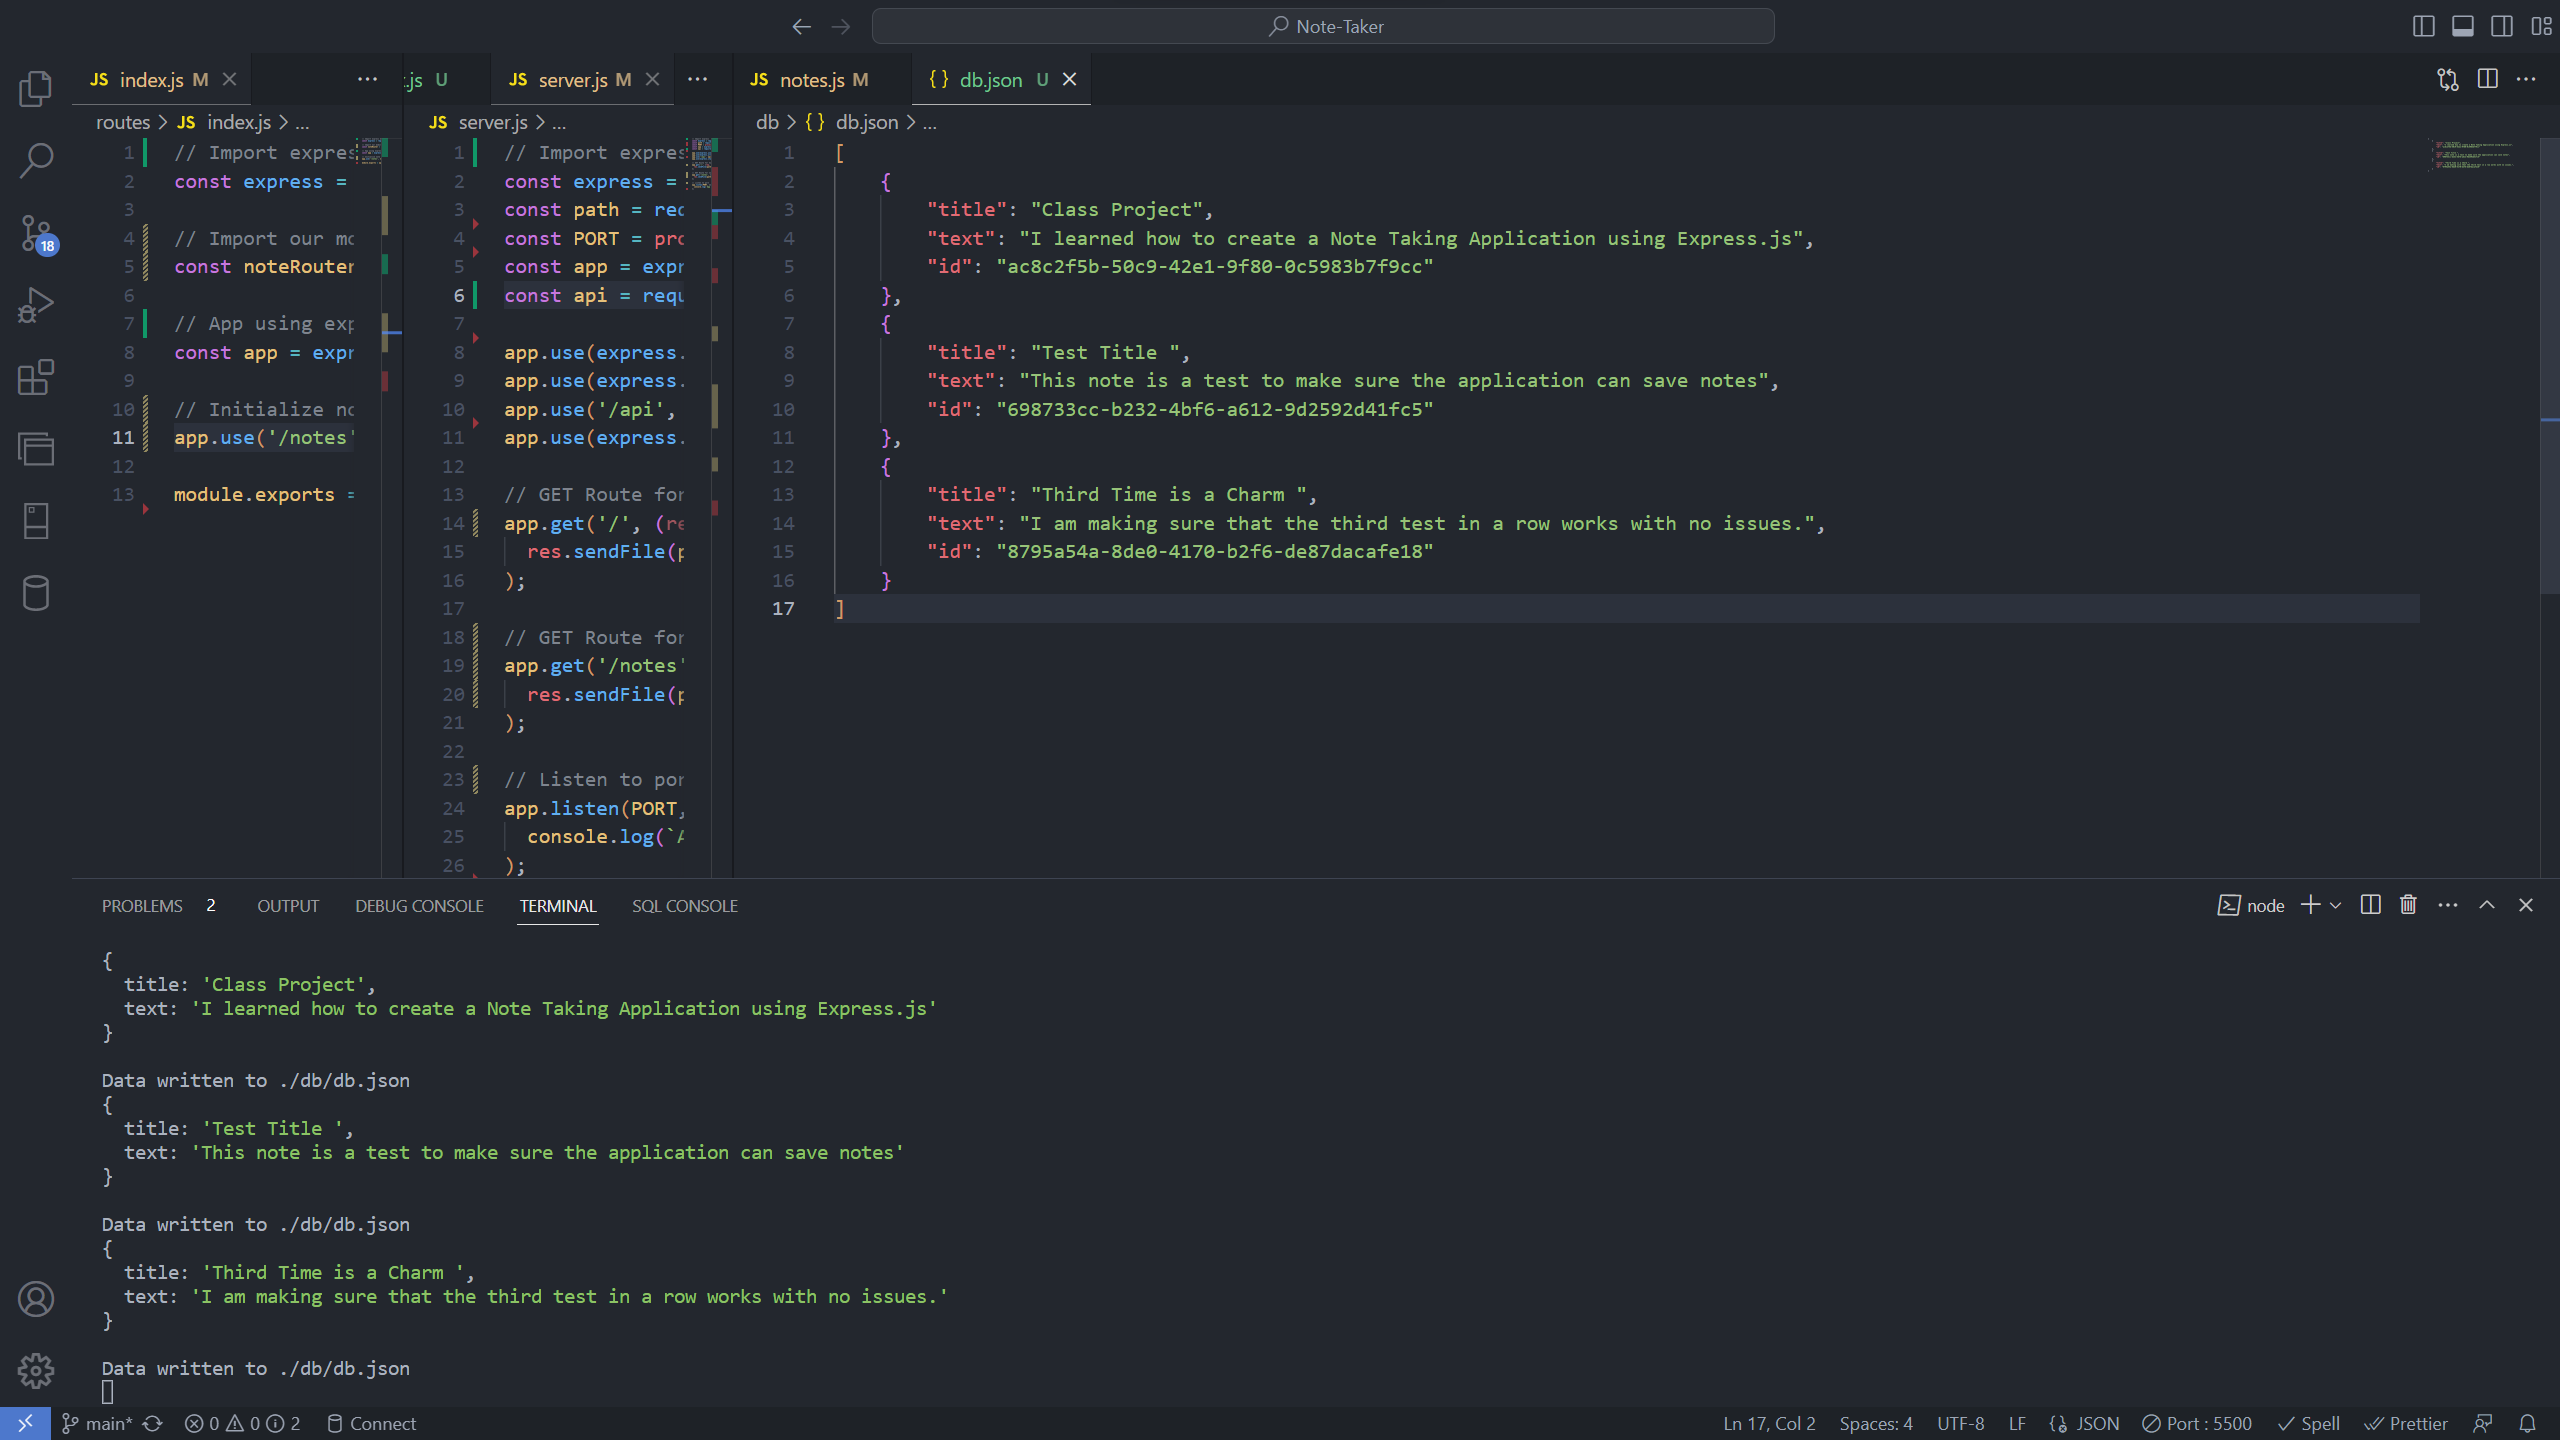 Note-Taker
JS index.js M
.js U
JS server.js M
JS notes.js M
{} db.json U
routes > JS index.js > ...
1 // Import expres
2 const express =
3
4 // Import our mo
5 const noteRouter
6
7 // App using exp
8 const app = expr
9
10 // Initialize no
11 app.use('/notes'
12
13 module.exports =
JS server.js > ...
1 // Import expres
2 const express =
3 const path = req
4 const PORT = pro
5 const app = expr
6 const api = requ
7
8 app.use(express.
9 app.use(express.
10 app.use('/api',
11 app.use(express.
12
13 // GET Route for
14 app.get('/', (re
15 res.sendFile(p
16 );
17
18 // GET Route for
19 app.get('/notes'
20 res.sendFile(p
21 );
22
23 // Listen to por
24 app.listen(PORT,
25 console.log(`A
26 );
db > {} db.json > ...
1 [
2 {
3 "title": "Class Project",
4 "text": "I learned how to create a Note Taking Application using Express.js",
5 "id": "ac8c2f5b-50c9-42e1-9f80-0c5983b7f9cc"
6 },
7 {
8 "title": "Test Title ",
9 "text": "This note is a test to make sure the application can save notes",
10 "id": "698733cc-b232-4bf6-a612-9d2592d41fc5"
11 },
12 {
13 "title": "Third Time is a Charm ",
14 "text": "I am making sure that the third test in a row works with no issues.",
15 "id": "8795a54a-8de0-4170-b2f6-de87dacafe18"
16 }
17 ]
18
PROBLEMS 2 OUTPUT DEBUG CONSOLE TERMINAL SQL CONSOLE
node
{
title: 'Class Project',
text: 'I learned how to create a Note Taking Application using Express.js'
}
Data written to ./db/db.json
{
title: 'Test Title ',
text: 'This note is a test to make sure the application can save notes'
}
Data written to ./db/db.json
{
title: 'Third Time is a Charm ',
text: 'I am making sure that the third test in a row works with no issues.'
}
Data written to ./db/db.json
main* 0 0 2 Connect
Ln 17, Col 2 Spaces: 4 UTF-8 LF JSON Port : 5500 Spell Prettier